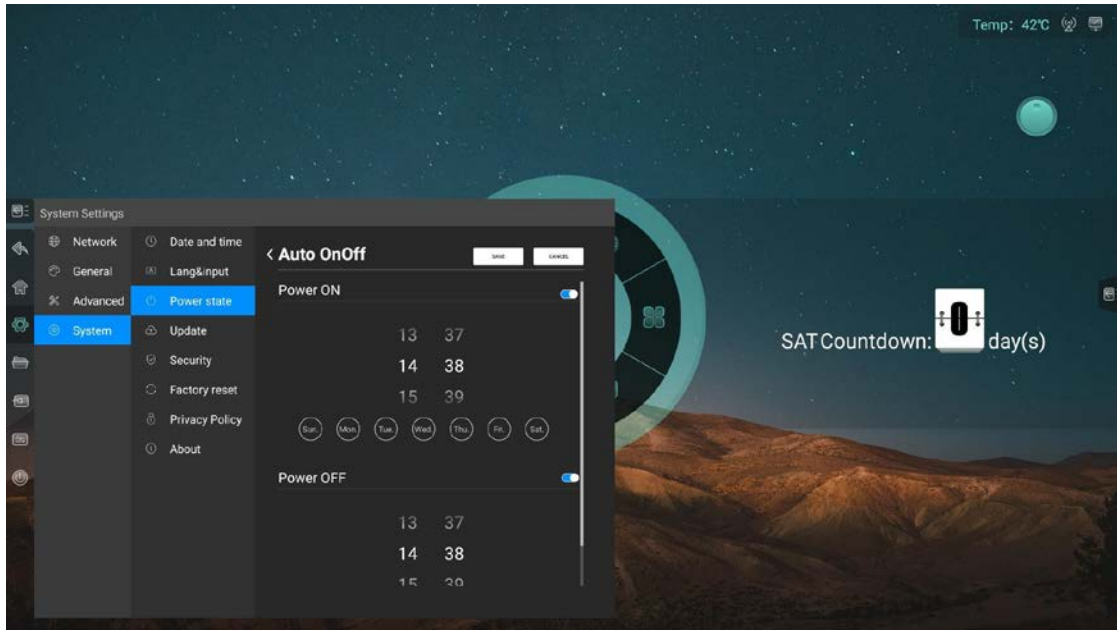 Temp: 42℃
System Settings
Network
General
Advanced
System
Date and time
Lang&input
Power state
Update
Security
Factory reset
Privacy Policy
About
< Auto OnOff
SAVE
CANCEL
Power ON
13 37
14 38
15 39
Sun. Mon. Tue. Wed. Thu. Fri. Sat.
Power OFF
13 37
14 38
15 39
SAT Countdown: 0 day(s)